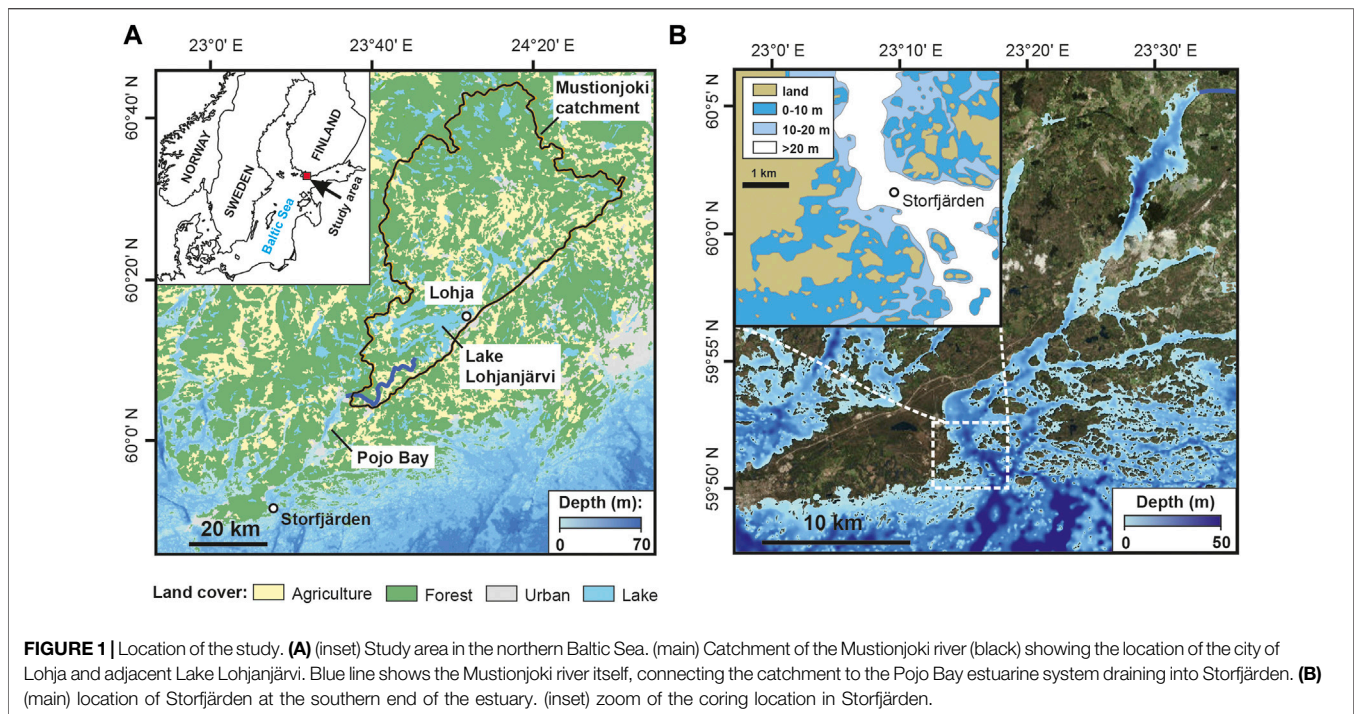 A
23°0' E
23°40' E
24°20' E
60°40' N
60°20' N
60°0' N
NORWAY
SWEDEN
FINLAND
Baltic Sea
Study area
Mustionjoki
catchment
Lohja
Lake
Lohjanjärvi
Pojo Bay
Storfjärden
20 km
Depth (m):
0
70
Land cover:
Agriculture
Forest
Urban
Lake
B
23°0' E
23°10' E
23°20' E
23°30' E
60°5' N
60°0' N
59°55' N
59°50' N
land
0-10 m
10-20 m
>20 m
1 km
Storfjärden
10 km
Depth (m)
0
50
FIGURE 1 | Location of the study. (A) (inset) Study area in the northern Baltic Sea. (main) Catchment of the Mustionjoki river (black) showing the location of the city of
Lohja and adjacent Lake Lohjanjärvi. Blue line shows the Mustionjoki river itself, connecting the catchment to the Pojo Bay estuarine system draining into Storfjärden. (B)
(main) location of Storfjärden at the southern end of the estuary. (inset) zoom of the coring location in Storfjärden.